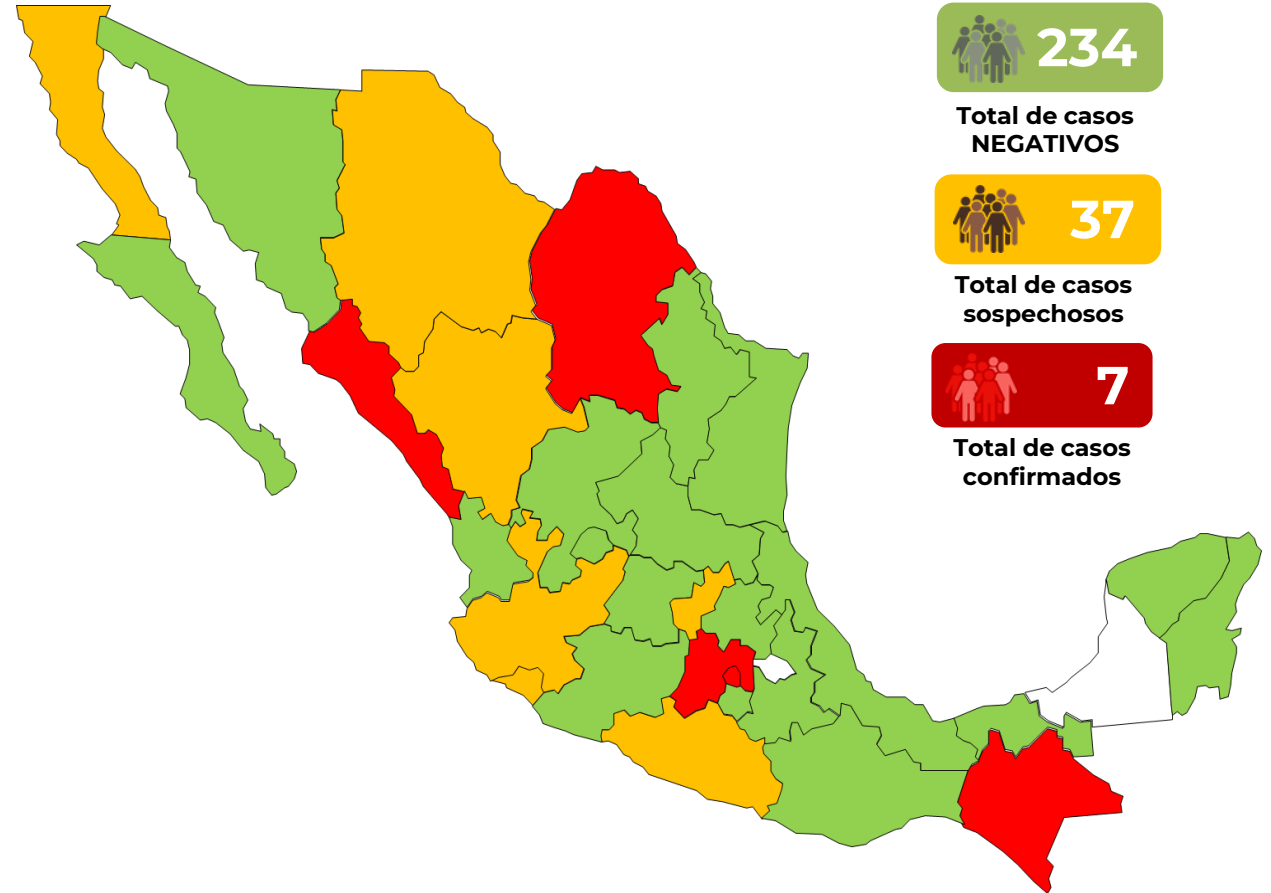 234
Total de casos
NEGATIVOS
37
Total de casos
sospechosos
7
Total de casos
confirmados